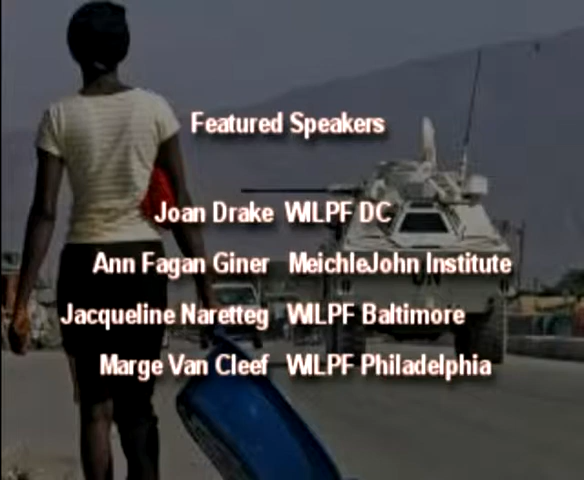 Featured Speakers
Joan Drake WILPF DC
Ann Fagan Giner MeichleJohn Institute
Jacqueline Naretteg WILPF Baltimore
Marge Van Cleef WILPF Philadelphia
UN